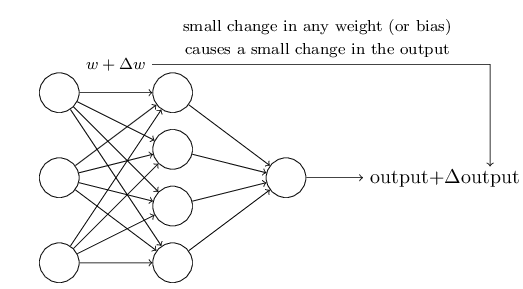 small change in any weight (or bias)
causes a small change in the output
w + Δw
output+Δoutput